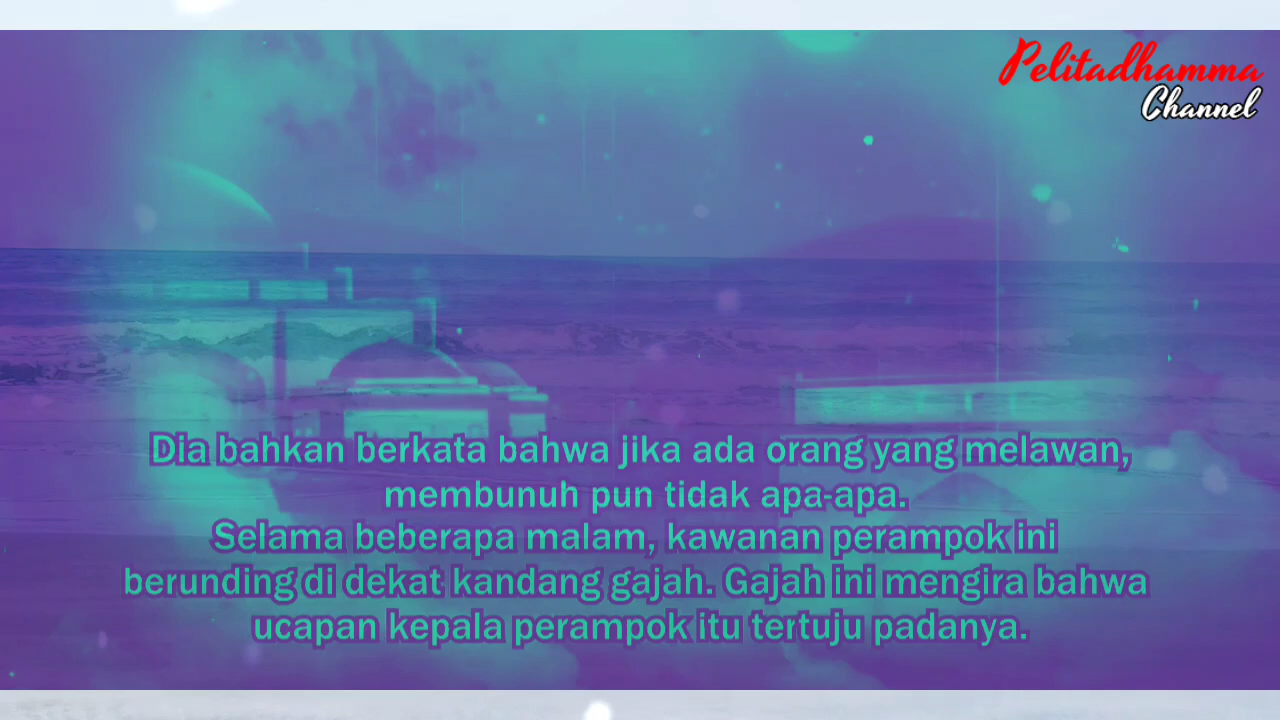 Pelitadhamma
Channel
Dia bahkan berkata bahwa jika ada orang yang melawan,
membunuh pun tidak apa-apa.
Selama beberapa malam, kawanan perampok ini
berunding di dekat kandang gajah. Gajah ini mengira bahwa
ucapan kepala perampok itu tertuju padanya.